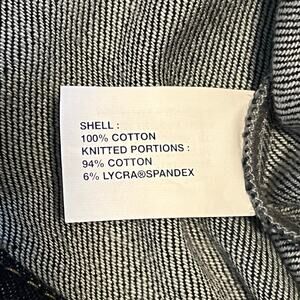 SHELL :
100% COTTON
KNITTED PORTIONS :
94% COTTON
6% LYCRA®SPANDEX